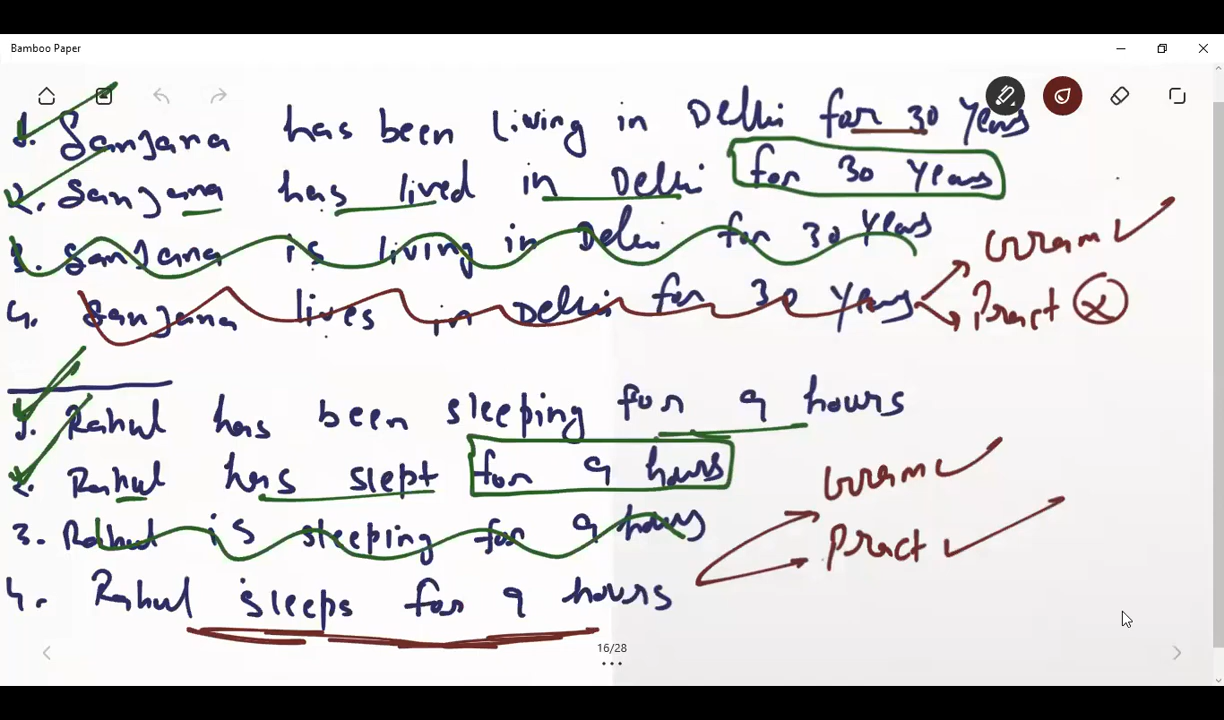 Bamboo Paper
1. Sanjana has been living in Delhi for 30 Years
2. Sanjana has lived in Delhi for 30 Years
3. Sanjana is living in Delhi for 30 Years
Gram ✓
4. Sanjana lives in Delhi for 30 Years
Pract X
1. Rahul has been sleeping for 9 hours
2. Rahul has slept for 9 hours
Gram ✓
3. Rahul is sleeping for 9 hours
Pract ✓
4. Rahul sleeps for 9 hours
16/28